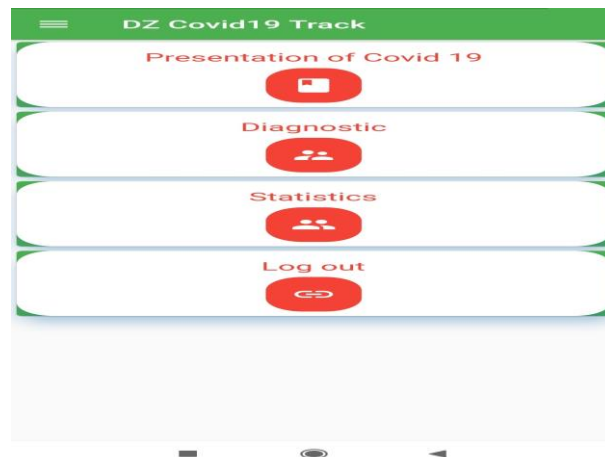 DZ Covid19 Track
Presentation of Covid 19
Diagnostic
Statistics
Log out